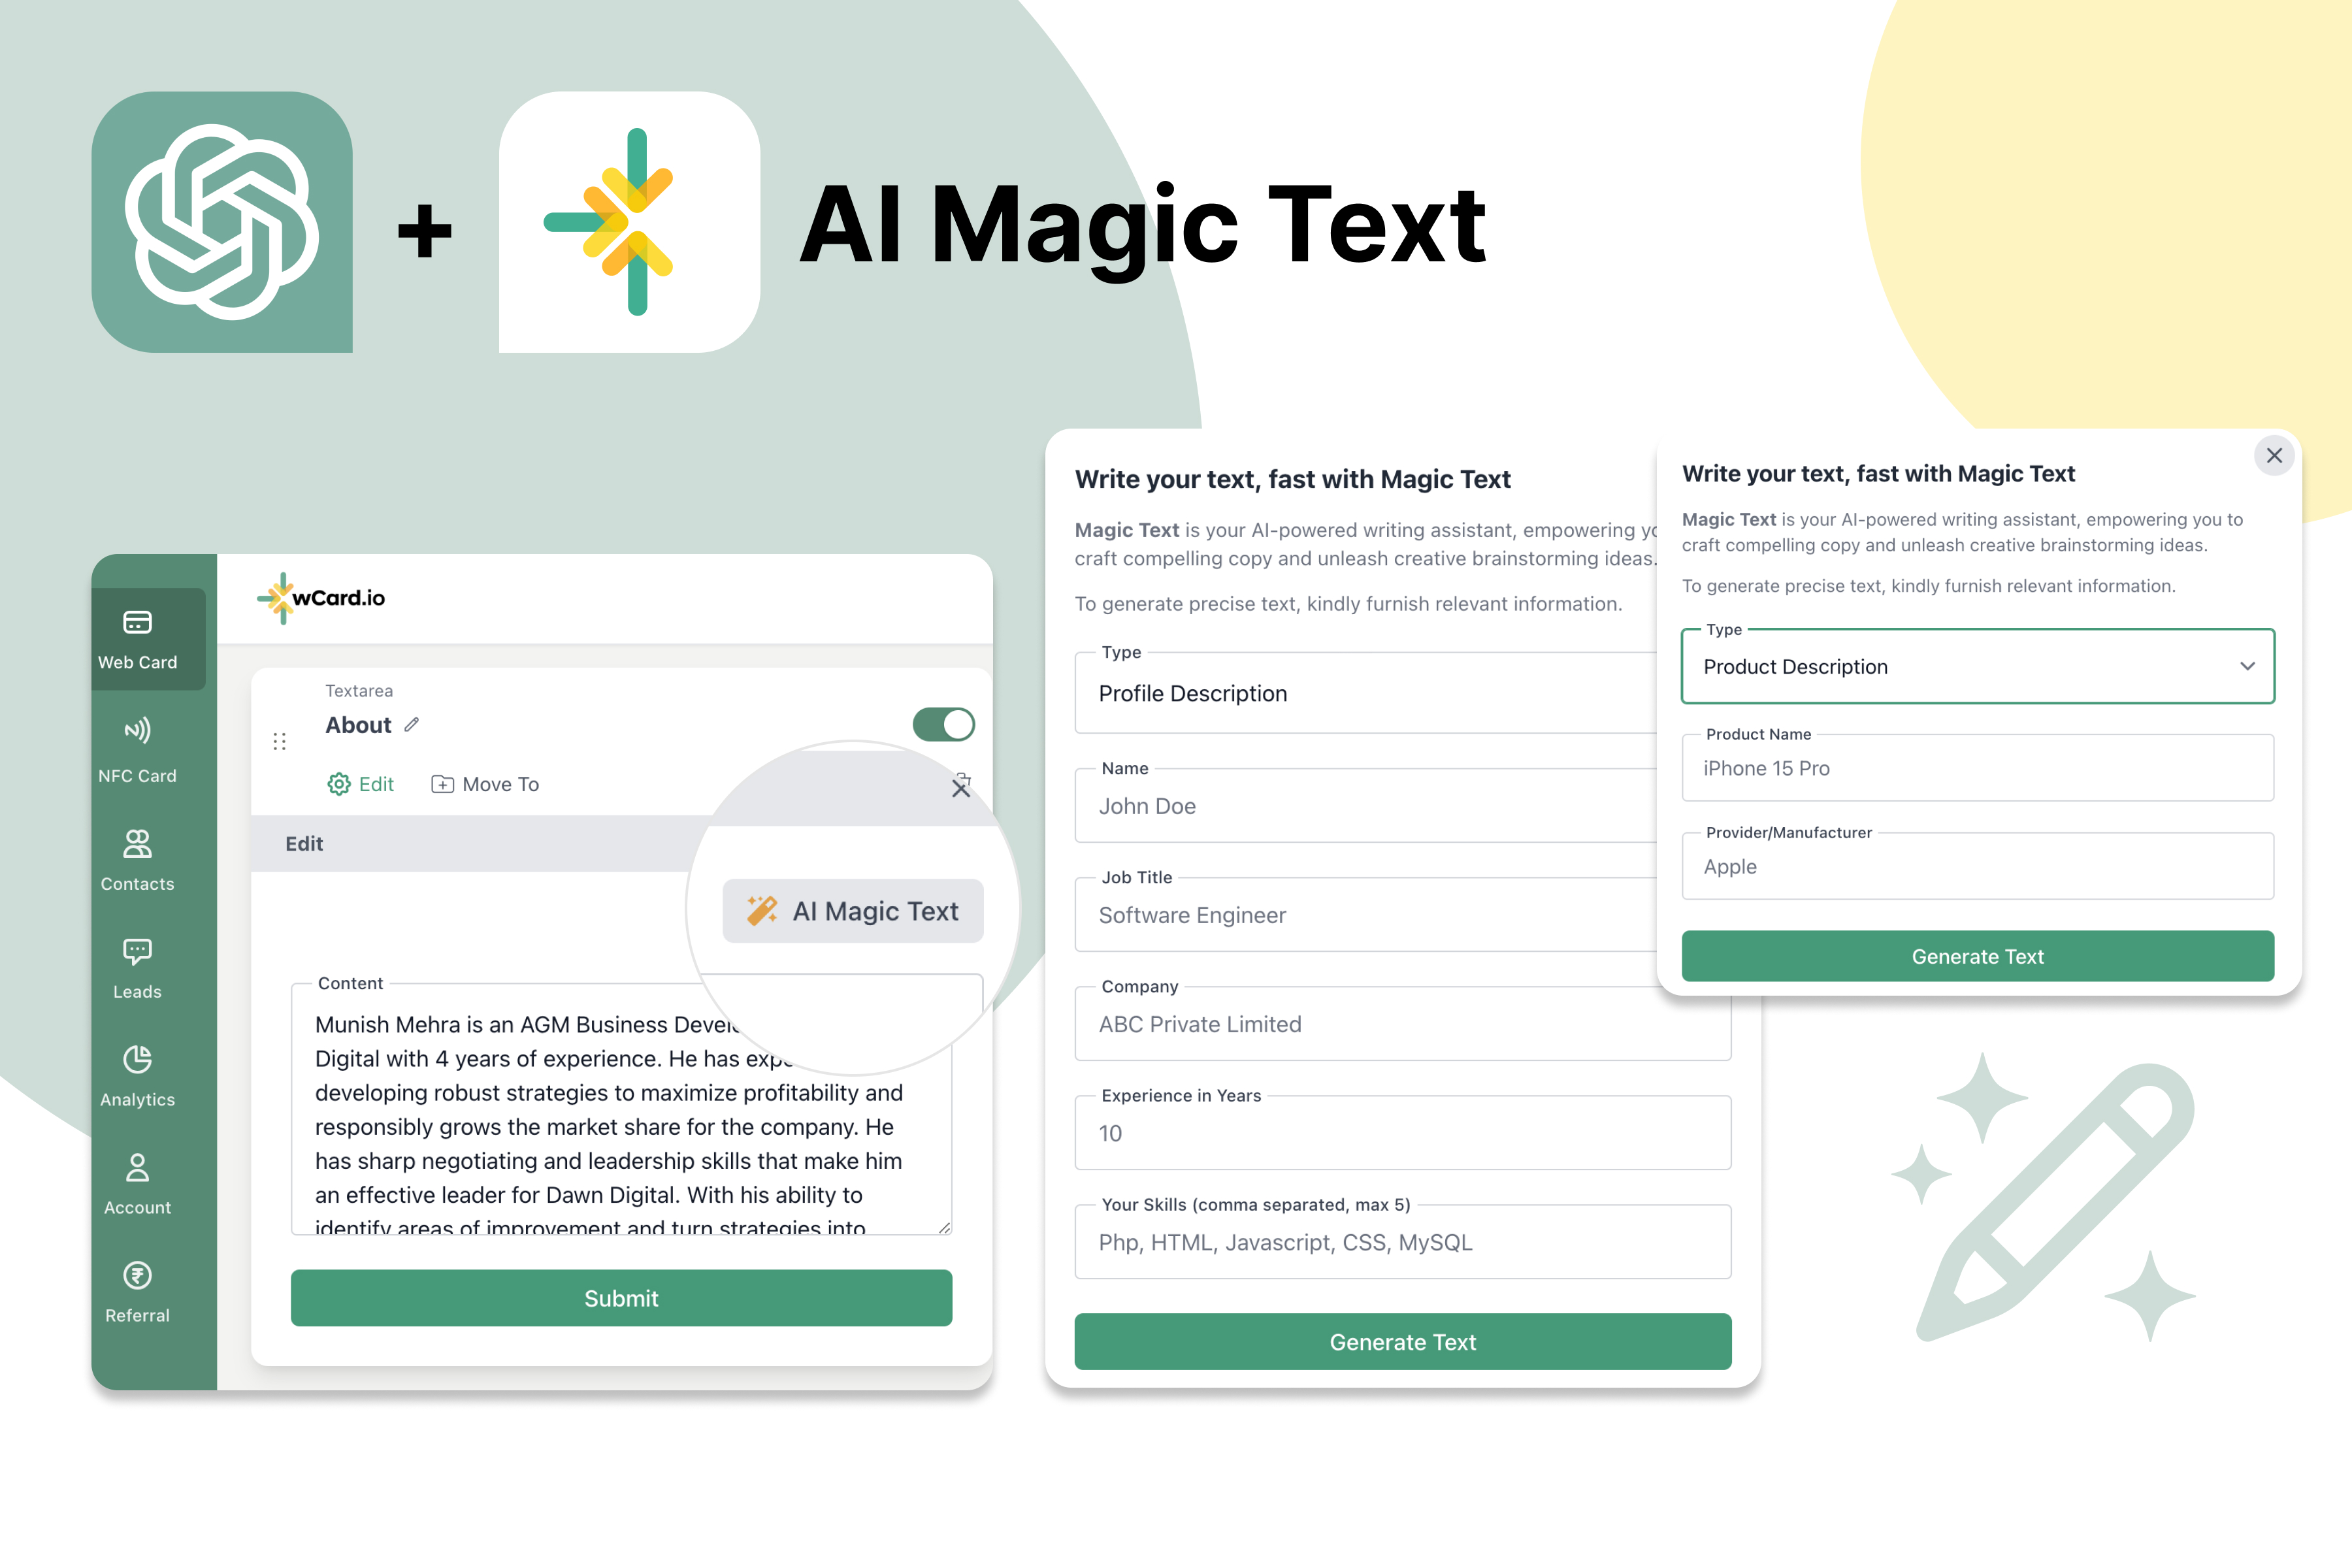 +
AI Magic Text
wCard.io
Web Card
NFC Card
Contacts
Leads
Analytics
Account
Referral
Textarea
About
Edit
Move To
Edit
AI Magic Text
Content
Munish Mehra is an AGM Business
Digital with 4 years of experience. He has
developing robust strategies to maximize profitability and
responsibly grows the market share for the company. He
has sharp negotiating and leadership skills that make him
an effective leader for Dawn Digital. With his ability to
identify areas of improvement and turn strategies into
Submit
Write your text, fast with Magic Text
Magic Text is your AI-powered writing assistant, empowering
craft compelling copy and unleash creative brainstorming ideas.
To generate precise text, kindly furnish relevant information.
Type
Profile Description
Name
John Doe
Job Title
Software Engineer
Company
ABC Private Limited
Experience in Years
10
Your Skills (comma separated, max 5)
Php, HTML, Javascript, CSS, MySQL
Generate Text
Write your text, fast with Magic Text
Magic Text is your AI-powered writing assistant, empowering you to
craft compelling copy and unleash creative brainstorming ideas.
To generate precise text, kindly furnish relevant information.
Type
Product Description
Product Name
iPhone 15 Pro
Provider/Manufacturer
Apple
Generate Text